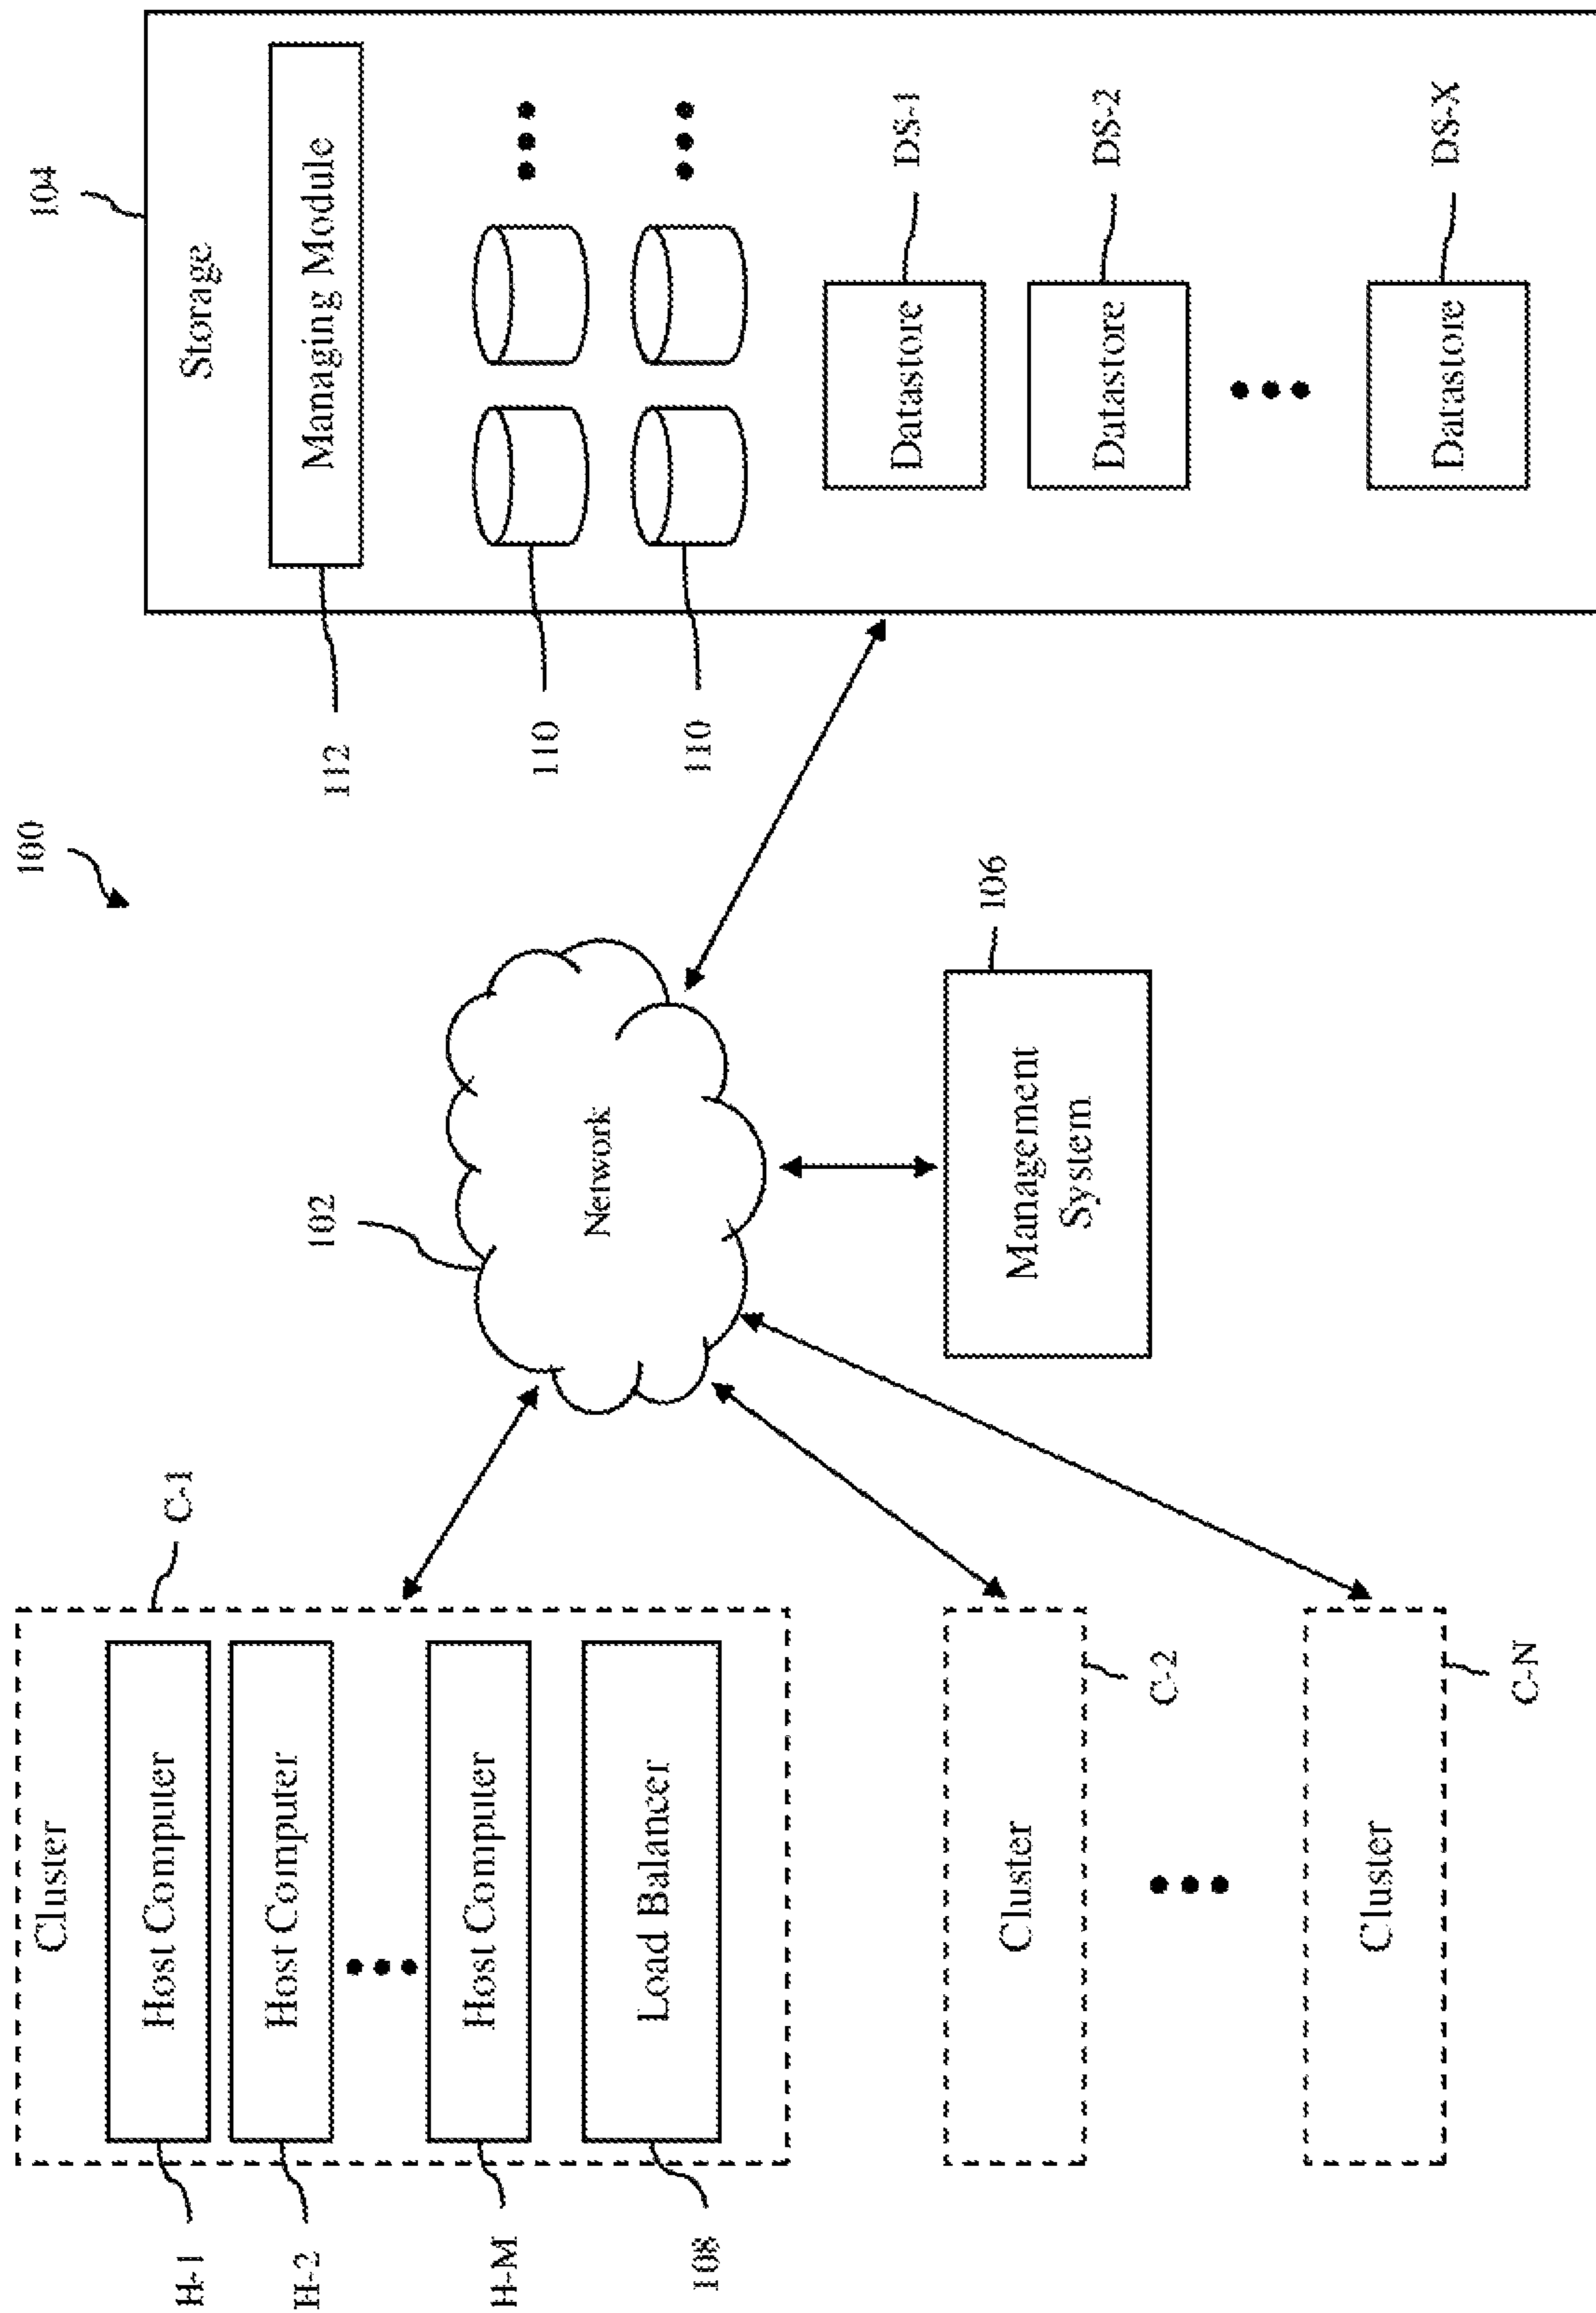 100
Cluster
C-1
H-1
Host Computer
H-2
Host Computer
H-M
Host Computer
108
Load Balancer
Cluster
C-2
Cluster
C-N
102
Network
106
Management
System
104
Storage
112
Managing Module
110
110
Datastore
DS-1
Datastore
DS-2
Datastore
DS-X